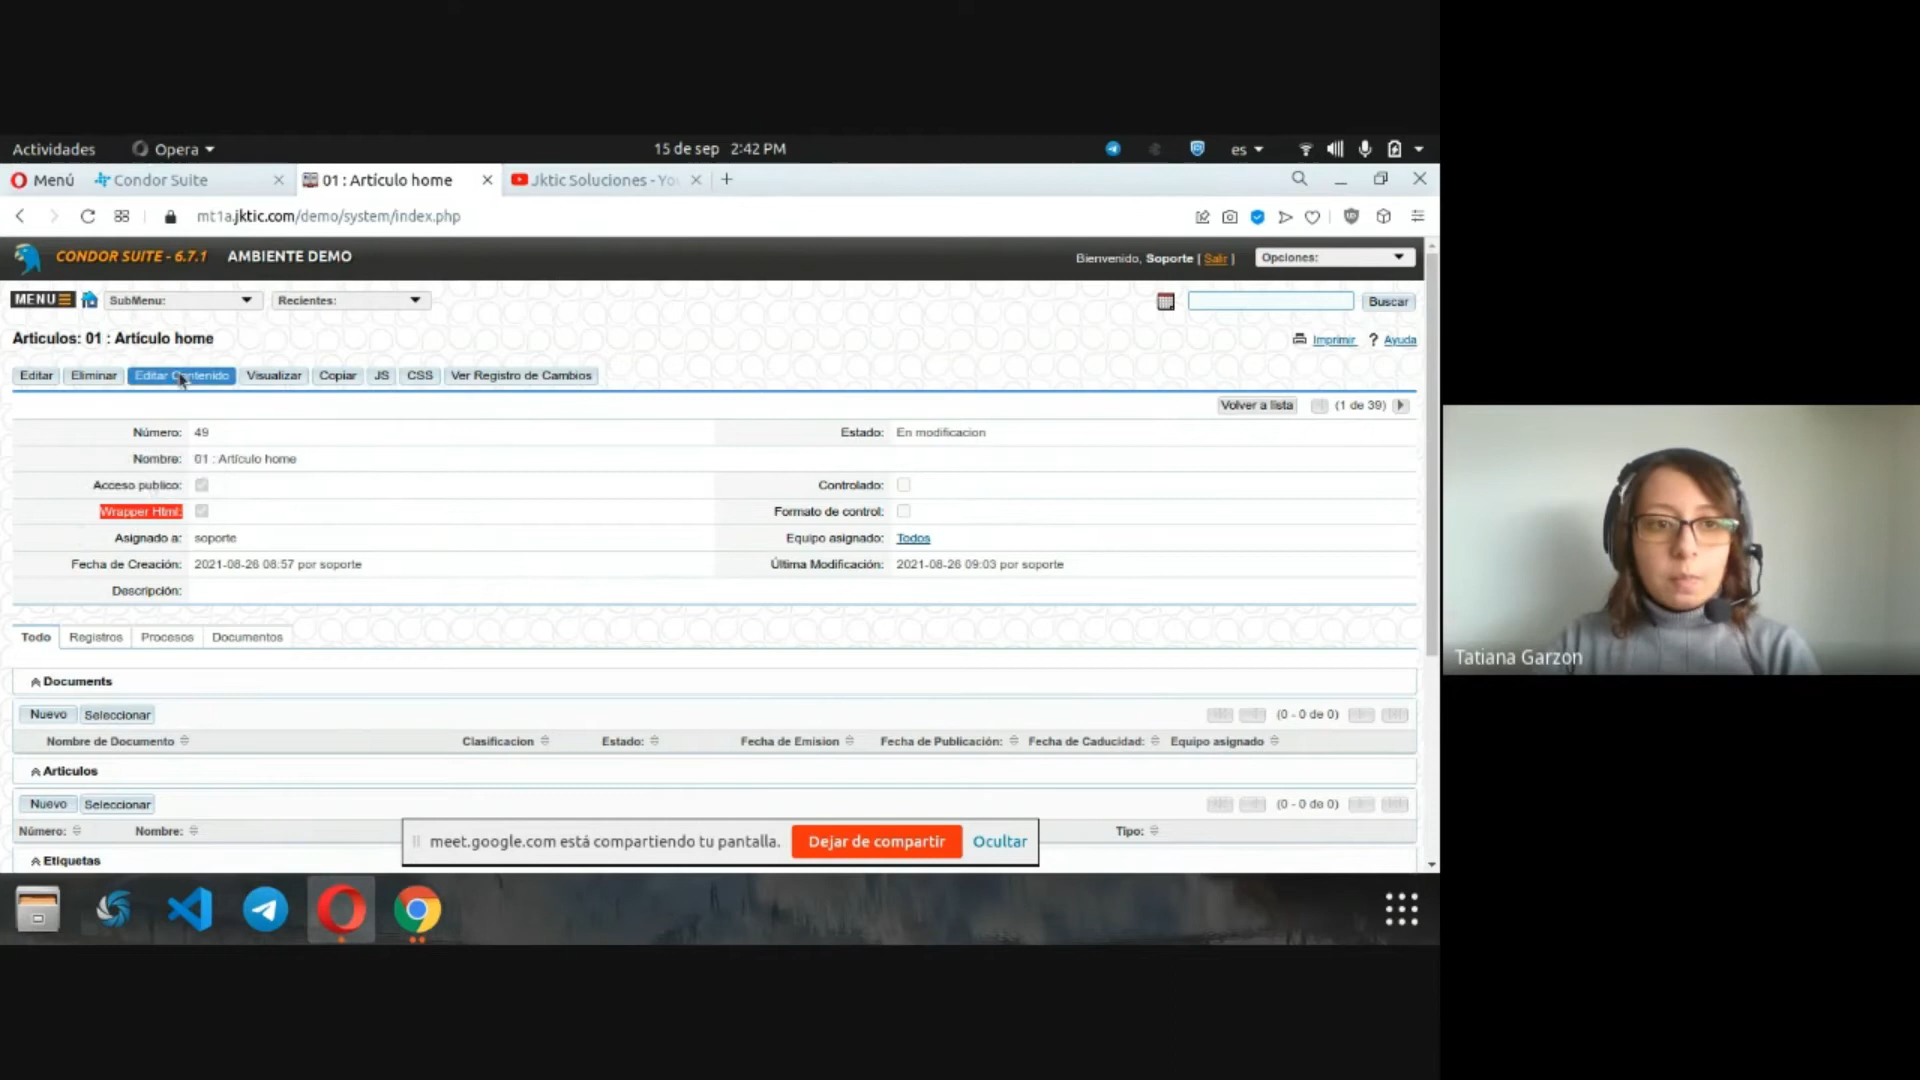 Actividades Opera 15 de sep 2:42 PM es
Menú Condor Suite 01 : Artículo home Jktic Soluciones - Yo
mt1a.jktic.com/demo/system/index.php
CONDOR SUITE - 6.7.1 AMBIENTE DEMO Bienvenido, Soporte [ Salir ] Opciones:
MENU SubMenu: Recientes: Buscar
Articulos: 01 : Artículo home Imprimir ? Ayuda
Editar Eliminar Editar Contenido Visualizar Copiar JS CSS Ver Registro de Cambios
Volver a lista (1 de 39)
Número: 49 Estado: En modificacion
Nombre: 01 : Artículo home
Acceso publico: Controlado:
Wrapper Html: Formato de control:
Asignado a: soporte Equipo asignado: Todos
Fecha de Creación: 2021-08-26 08:57 por soporte Última Modificación: 2021-08-26 09:03 por soporte
Descripción:
Todo Registros Procesos Documentos
Documents
Nuevo Seleccionar (0 - 0 de 0)
Nombre de Documento Clasificacion Estado: Fecha de Emision Fecha de Publicación: Fecha de Caducidad: Equipo asignado
Articulos
Nuevo Seleccionar (0 - 0 de 0)
Número: Nombre: Tipo:
meet.google.com está compartiendo tu pantalla. Dejar de compartir Ocultar
Etiquetas
Tatiana Garzon